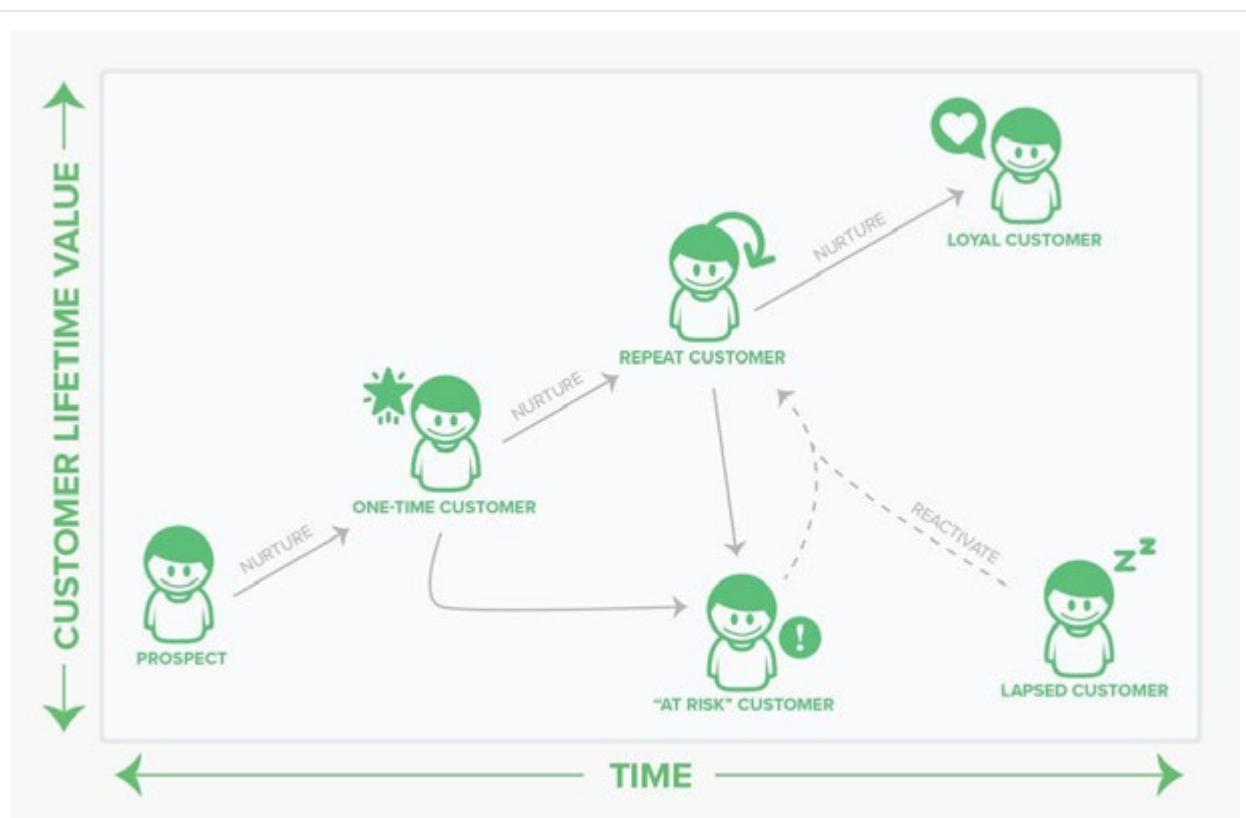 CUSTOMER LIFETIME VALUE
NURTURE
LOYAL CUSTOMER
REPEAT CUSTOMER
NURTURE
ONE-TIME CUSTOMER
NURTURE
PROSPECT
REACTIVATE
!
Z Z
"AT RISK" CUSTOMER
LAPSED CUSTOMER
TIME